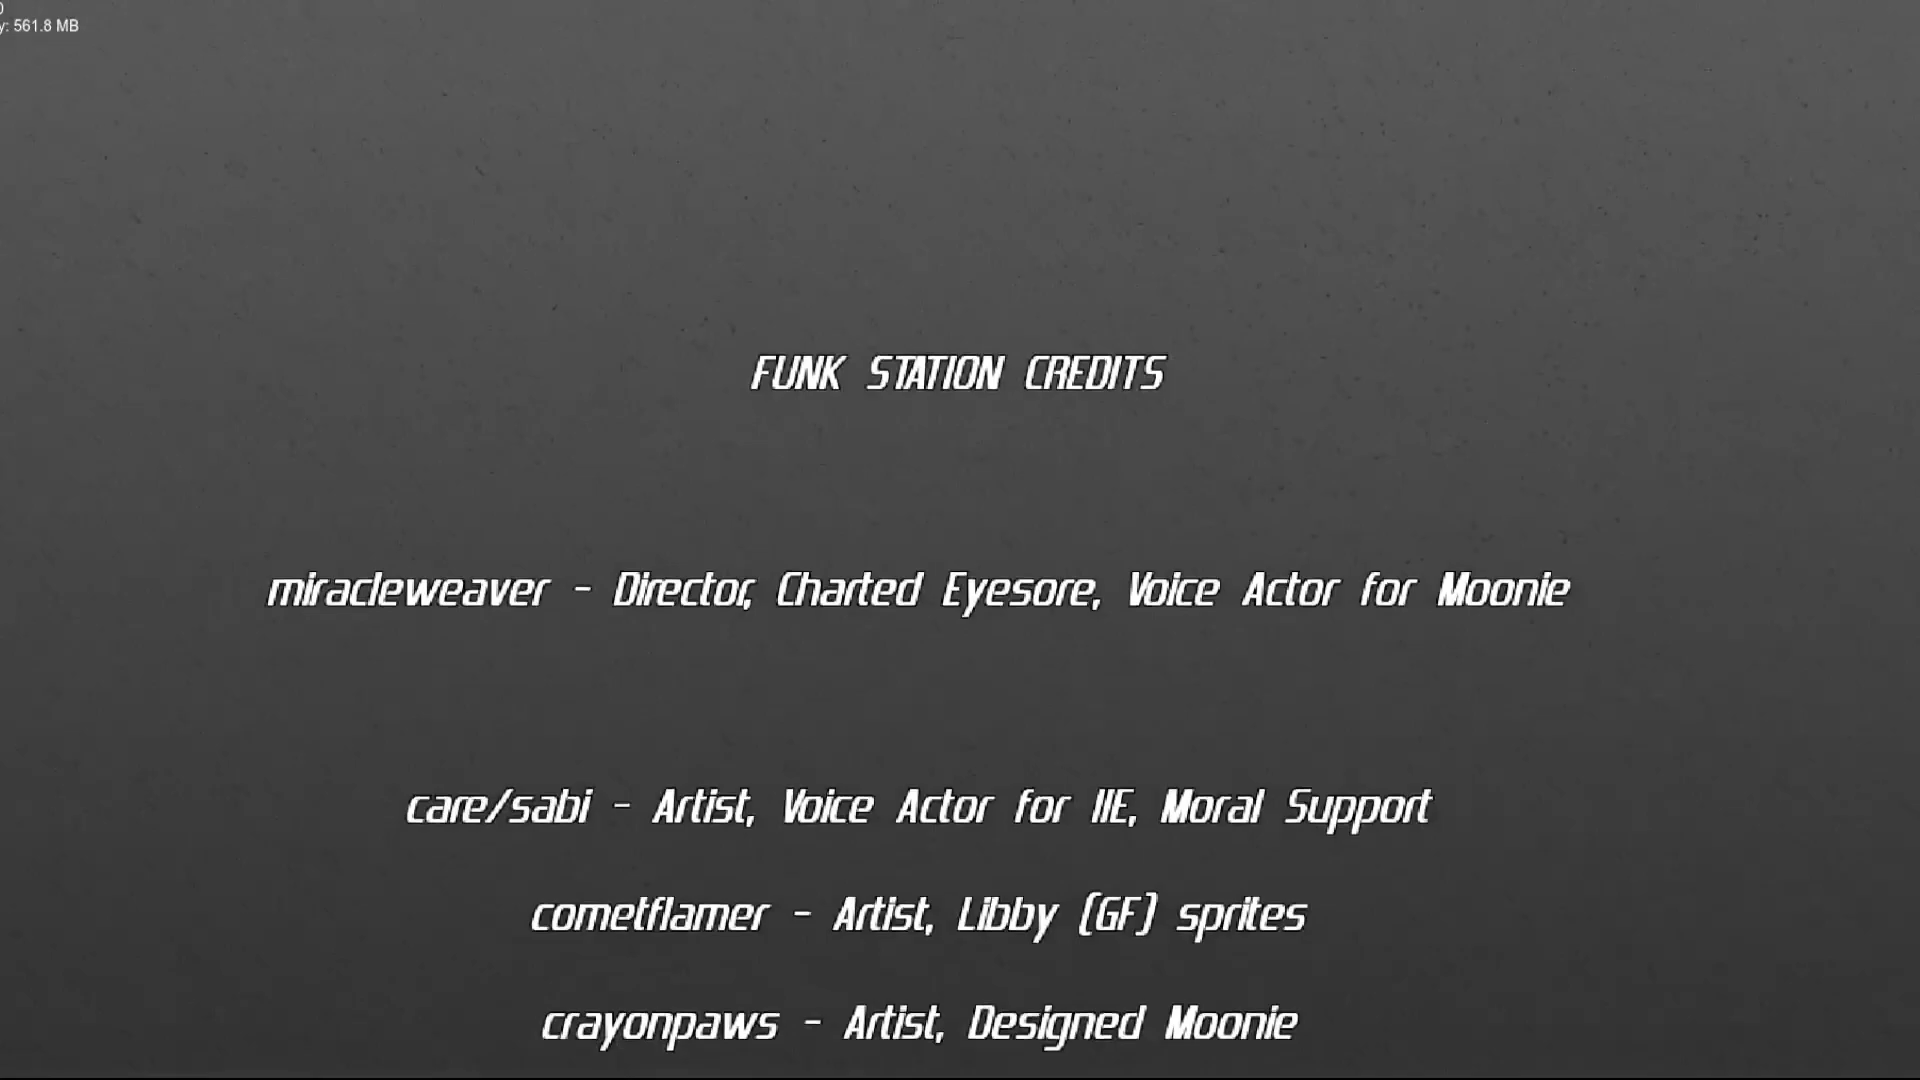 0
y: 561.8 MB
FUNK STATION CREDITS
miracleweaver - Director, Charted Eyesore, Voice Actor for Moonie
care/sabi - Artist, Voice Actor for IIE, Moral Support
cometflamer - Artist, Libby (GF) sprites
crayonpaws - Artist, Designed Moonie